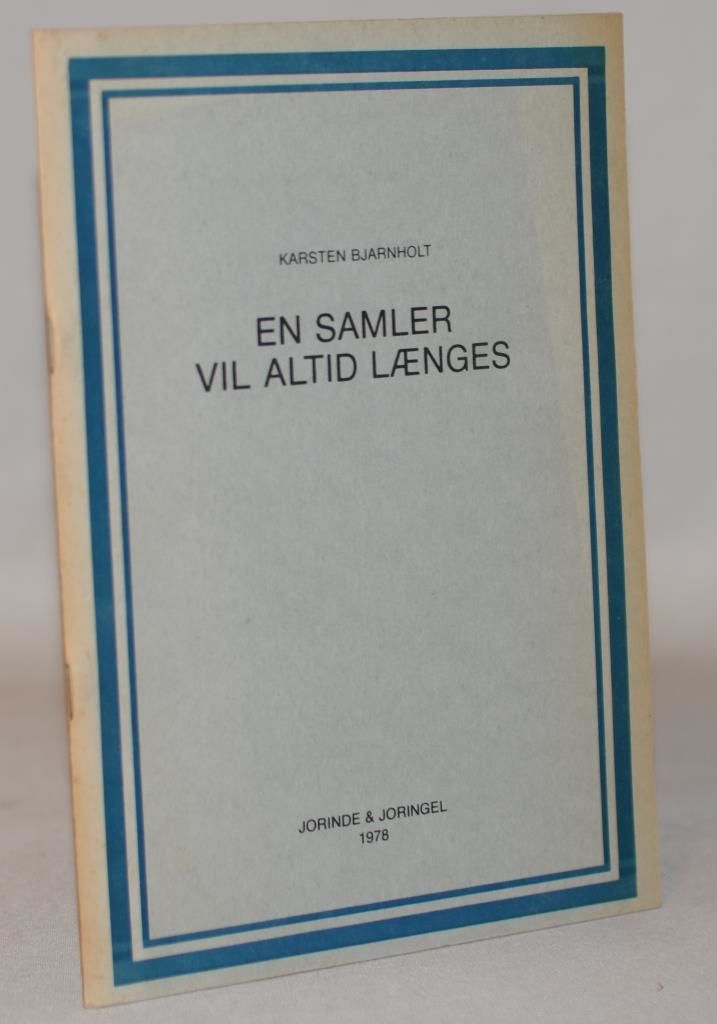 KARSTEN BJARNHOLT
EN SAMLER
VIL ALTID LÆNGES
JORINDE & JORINGEL
1978